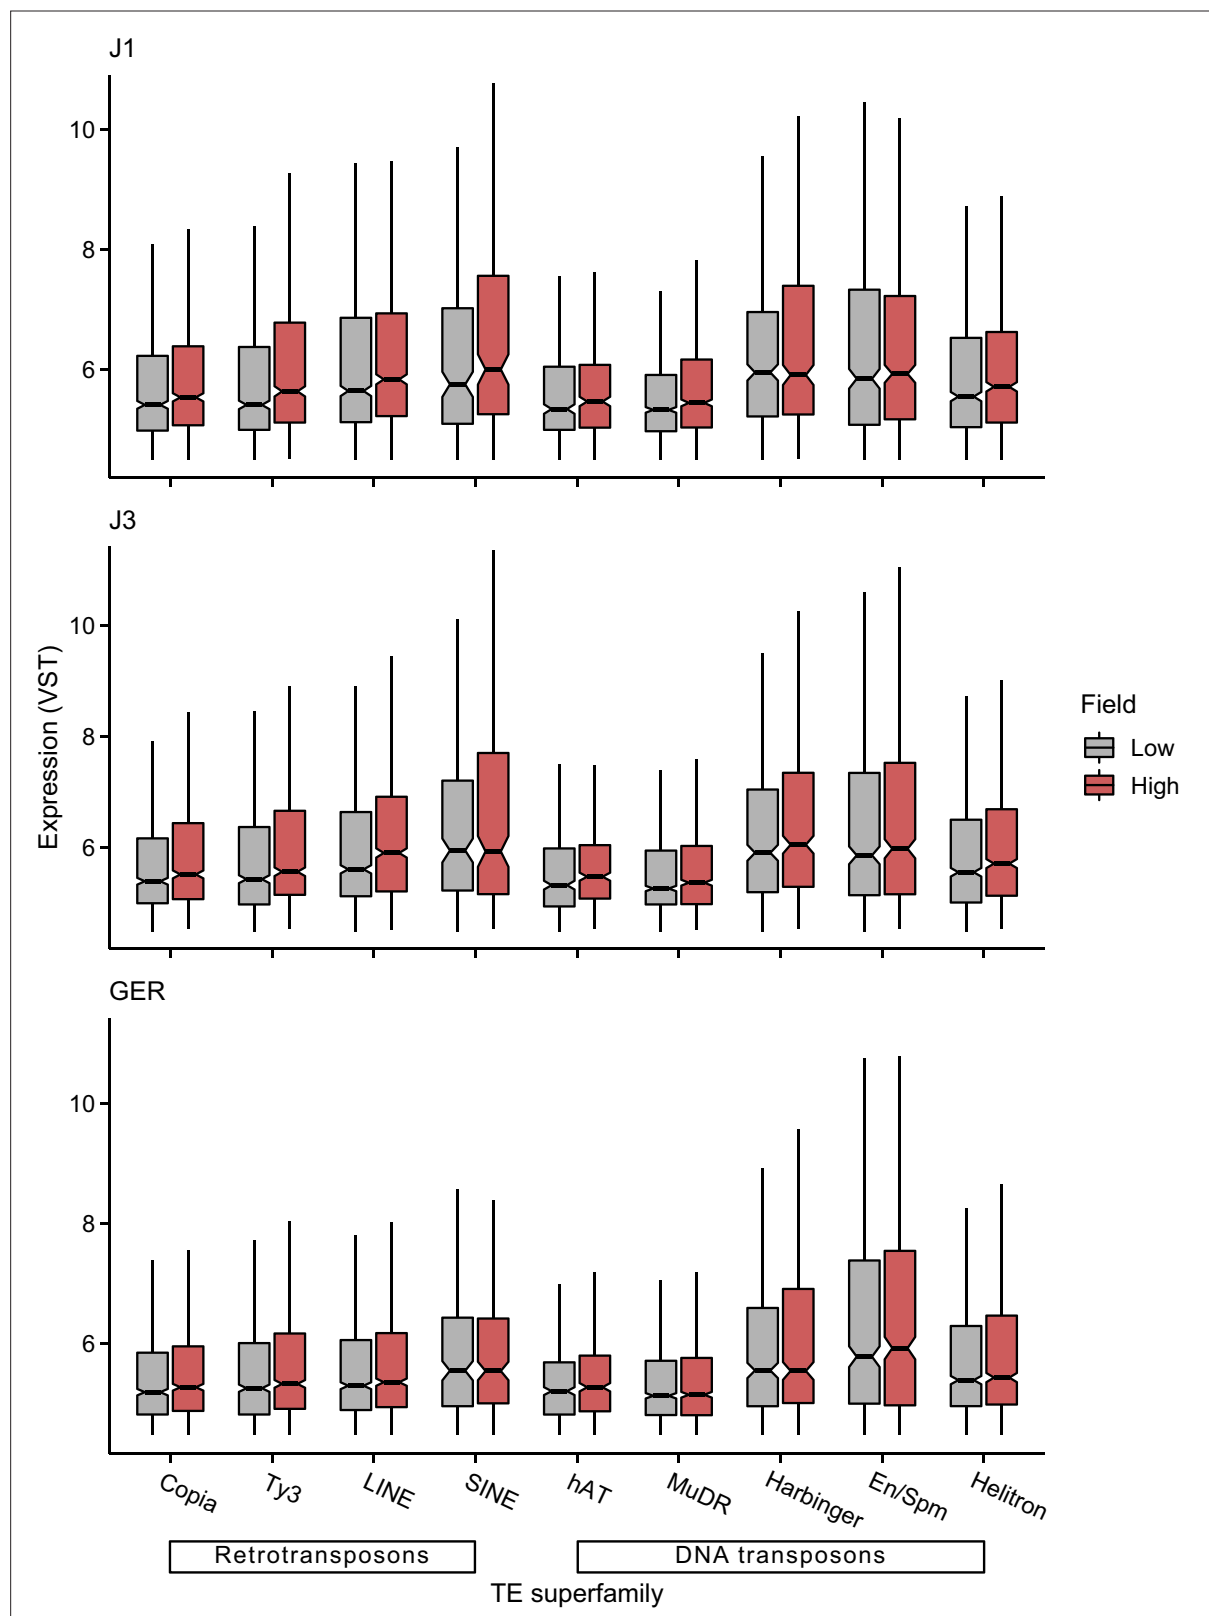 J1
10
8
6
J3
10
8
6
Expression (VST)
Field
Low
High
GER
10
8
6
Copia
Ty3
LINE
SINE
hAT
MuDR
Harbinger
En/Spm
Helitron
Retrotransposons
DNA transposons
TE superfamily